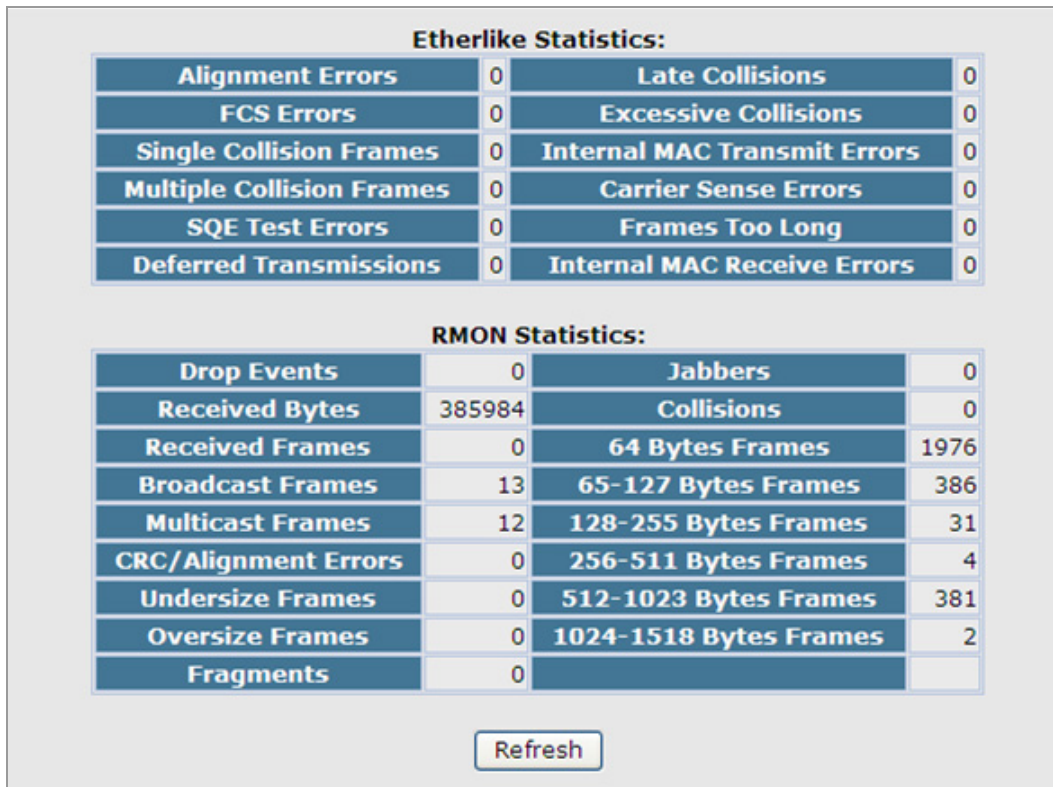 Etherlike Statistics:
Alignment Errors 0 Late Collisions 0
FCS Errors 0 Excessive Collisions 0
Single Collision Frames 0 Internal MAC Transmit Errors 0
Multiple Collision Frames 0 Carrier Sense Errors 0
SQE Test Errors 0 Frames Too Long 0
Deferred Transmissions 0 Internal MAC Receive Errors 0
RMON Statistics:
Drop Events 0 Jabbers 0
Received Bytes 385984 Collisions 0
Received Frames 0 64 Bytes Frames 1976
Broadcast Frames 13 65-127 Bytes Frames 386
Multicast Frames 12 128-255 Bytes Frames 31
CRC/Alignment Errors 0 256-511 Bytes Frames 4
Undersize Frames 0 512-1023 Bytes Frames 381
Oversize Frames 0 1024-1518 Bytes Frames 2
Fragments 0
Refresh